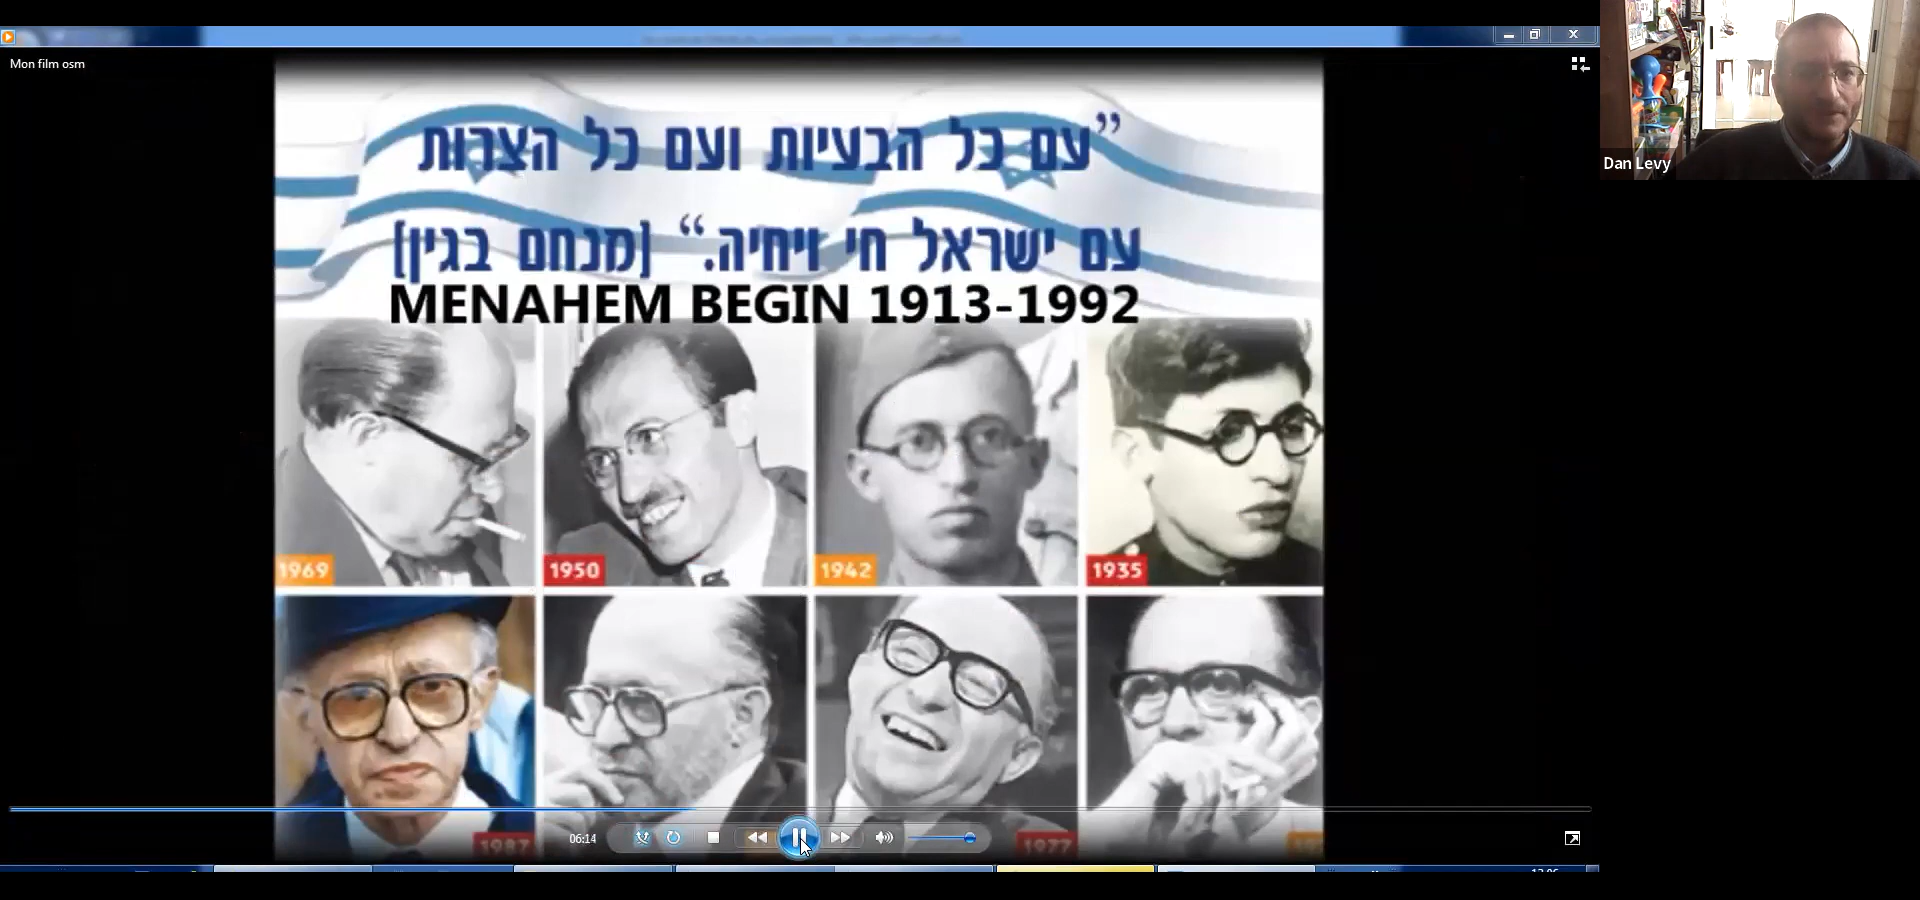 Mon film osm
”עם כל הבעיות ועם כל הצרות
עם ישראל חי ויחיה.“ [מנחם בגין]
MENAHEM BEGIN 1913-1992
1969
1950
1942
1935
1987
1977
06:14
Dan Levy